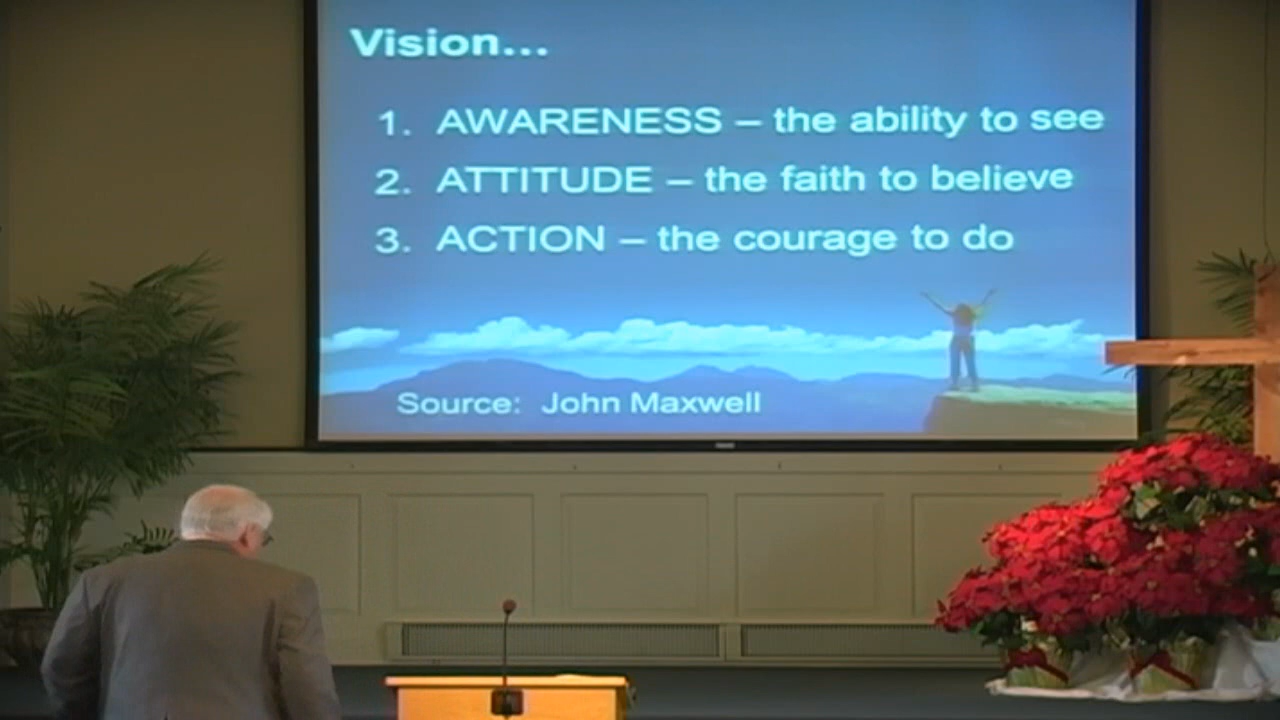 Vision...
1. AWARENESS – the ability to see
2. ATTITUDE – the faith to believe
3. ACTION – the courage to do
Source: John Maxwell